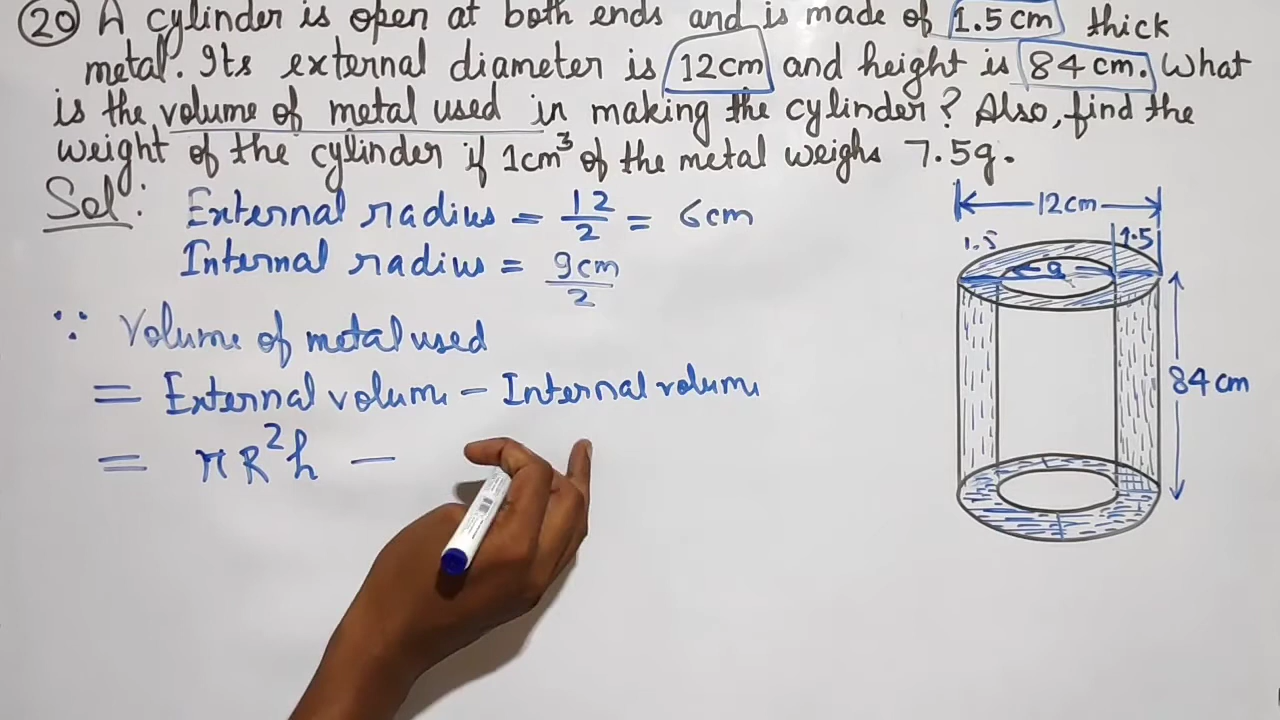 20 A cylinder is open at both ends and is made of 1.5 cm thick
metal. Its external diameter is 12cm and height is 84 cm. What
is the volume of metal used in making the cylinder? Also, find the
weight of the cylinder if 1cm³ of the metal weighs 7.5g.
Sol: External radius = 12/2 = 6cm
Internal radius = 9cm/2
∵ Volume of metal used
= External volume - Internal volume
= πR²h -
12cm
1.5 1.5
9
84 cm